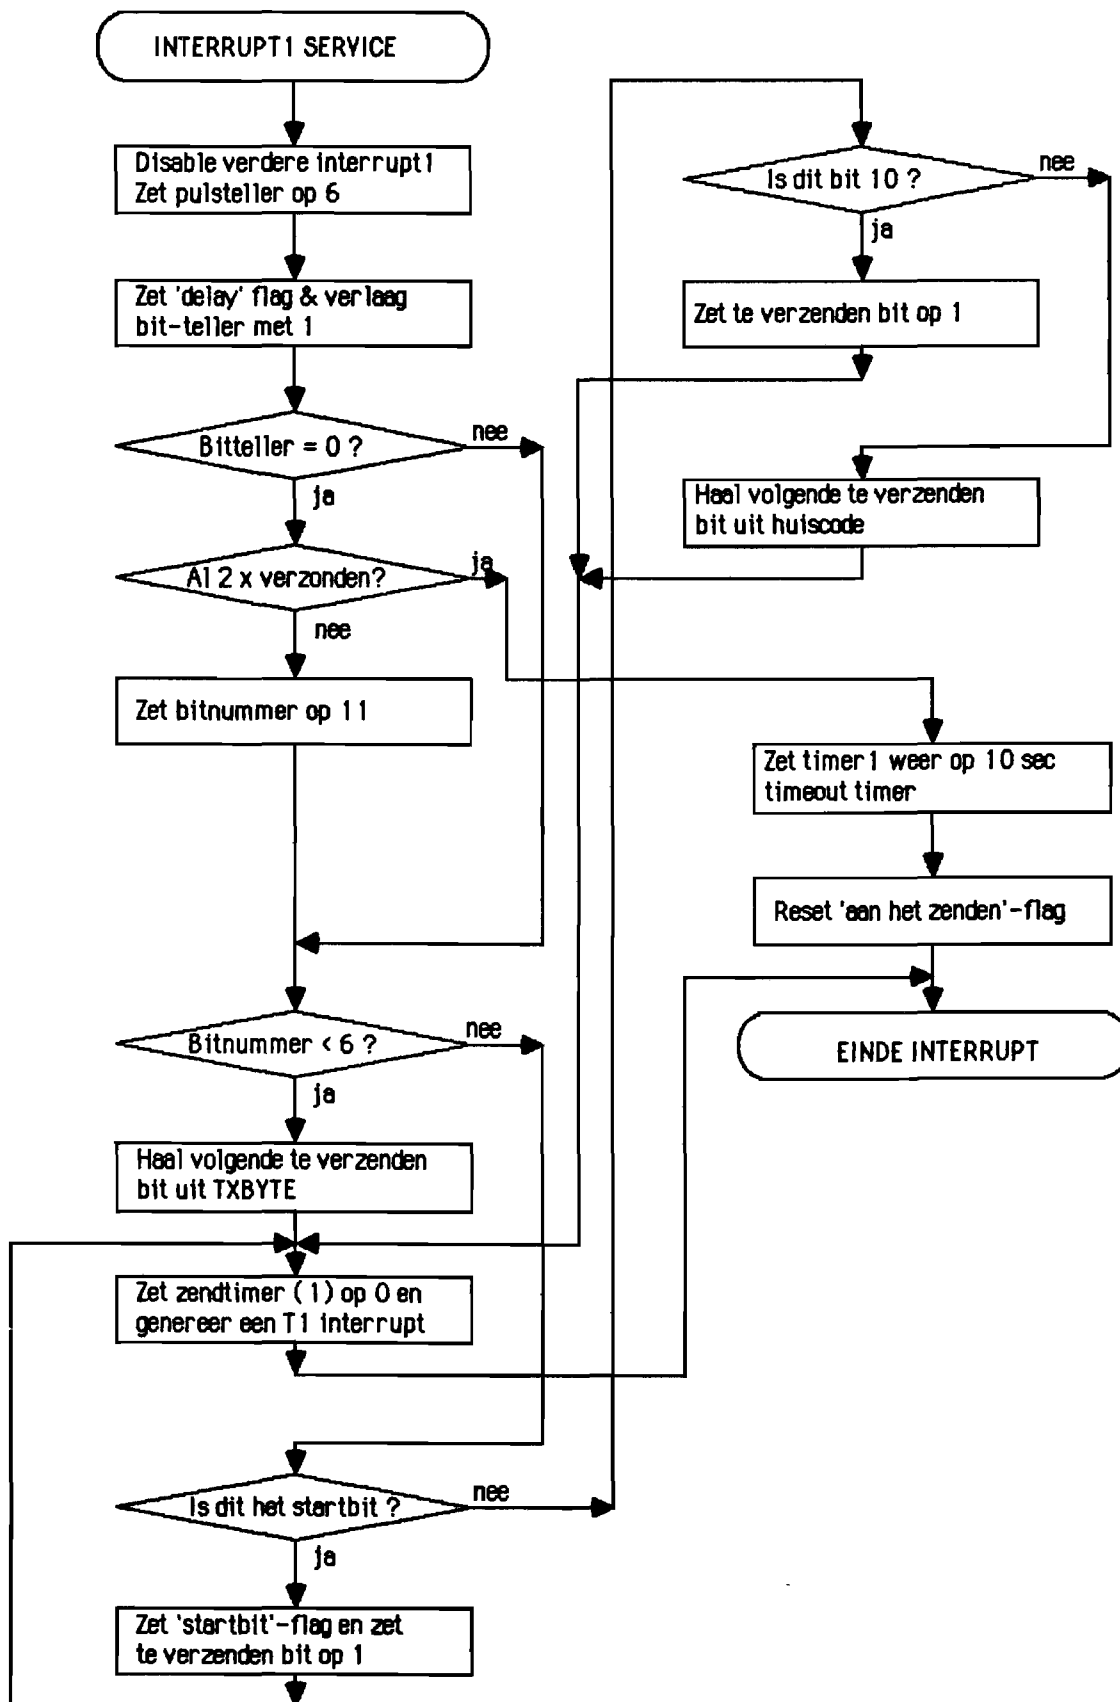 INTERRUPT1 SERVICE
Disable verdere interrupt1
Zet pulsteller op 6
Zet 'delay' flag & verlaag
bit-teller met 1
Bitteller = 0 ?
nee
ja
Al 2 x verzonden?
ja
nee
Zet bitnummer op 11
Bitnummer < 6 ?
nee
ja
Haal volgende te verzenden
bit uit TXBYTE
Zet zendtimer (1) op 0 en
genereer een T1 interrupt
Is dit het startbit ?
nee
ja
Zet 'startbit'-flag en zet
te verzenden bit op 1
Is dit bit 10 ?
nee
ja
Zet te verzenden bit op 1
Haal volgende te verzenden
bit uit huiscode
Zet timer1 weer op 10 sec
timeout timer
Reset 'aan het zenden'-flag
EINDE INTERRUPT